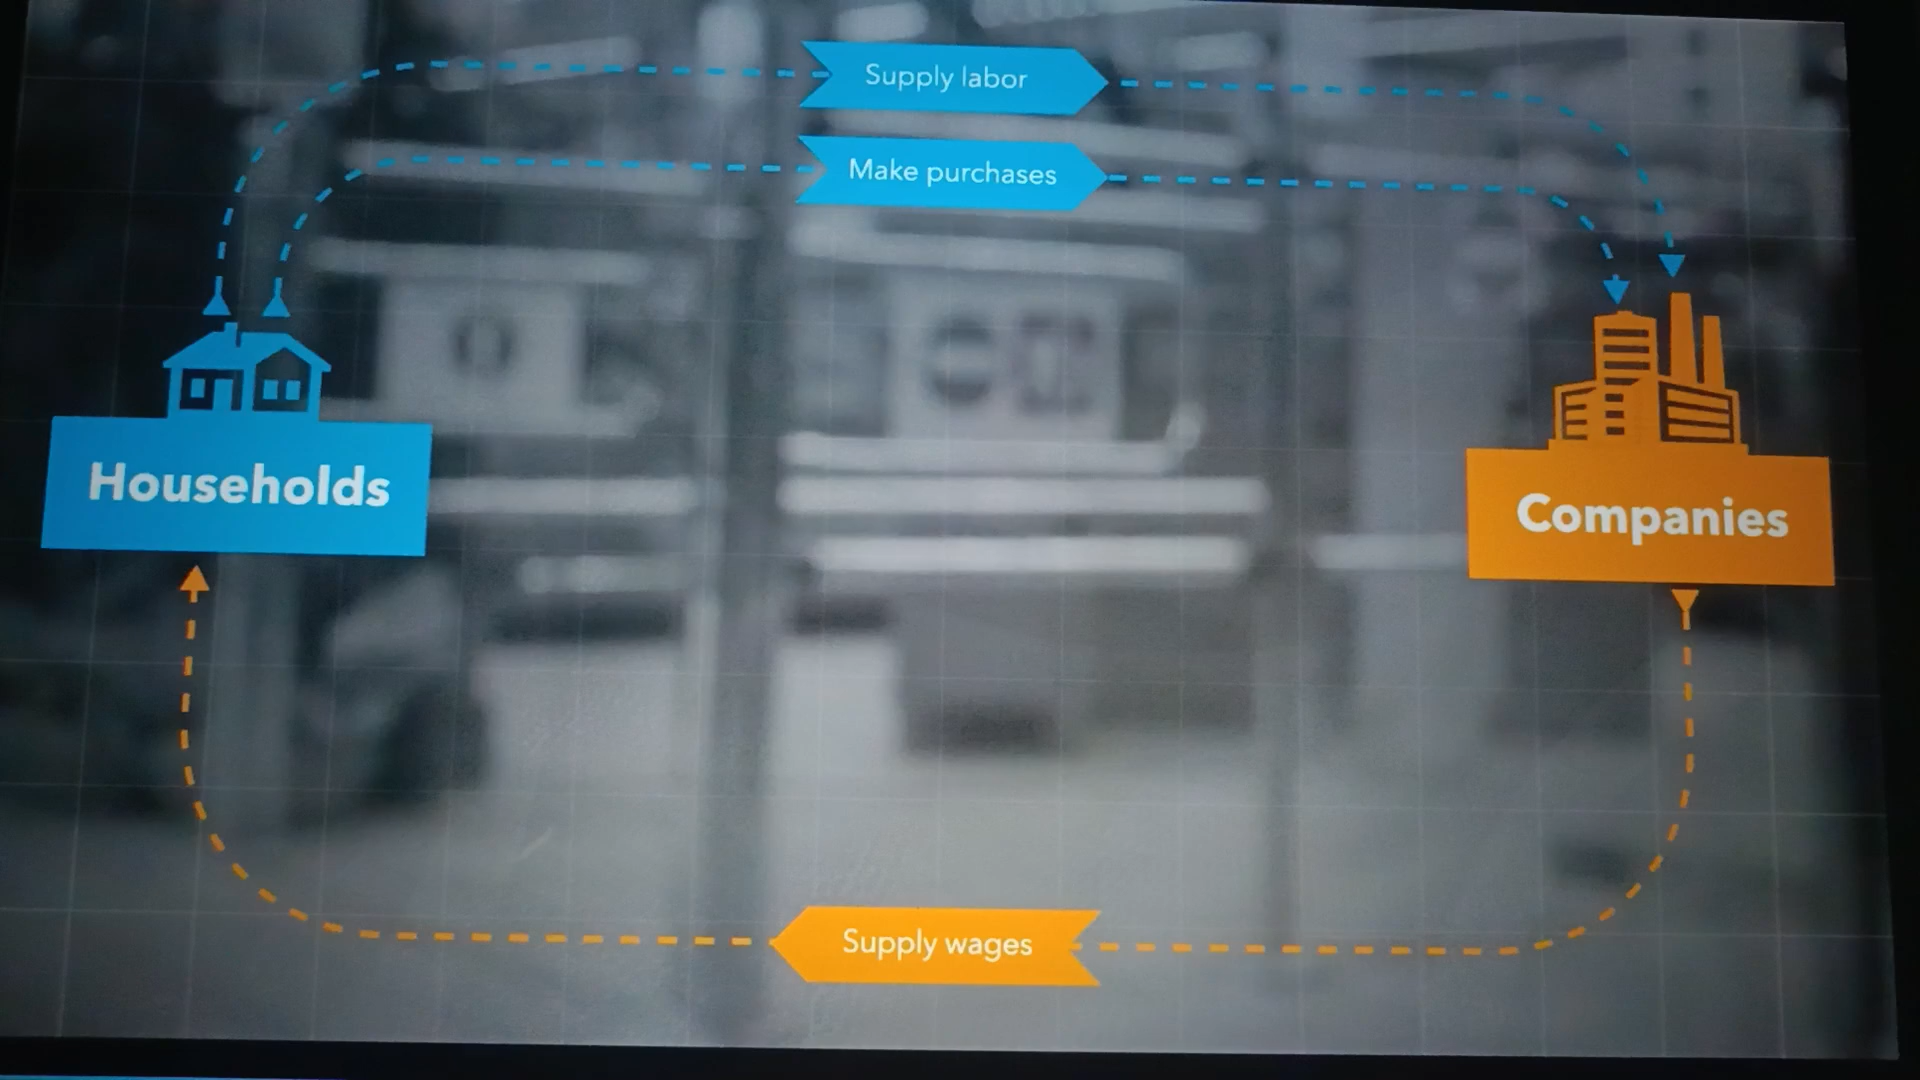 Supply labor
Make purchases
Households
Companies
Supply wages